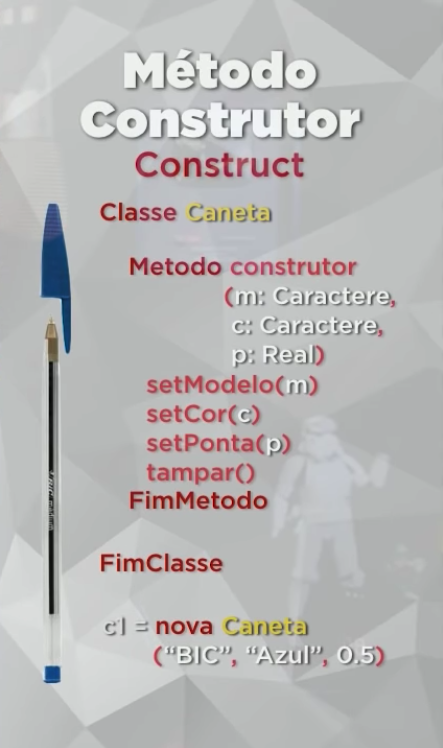 Método
Construtor
Construct
Classe Caneta
Metodo construtor
(m: Caractere,
c: Caractere,
p: Real)
setModelo(m)
setCor(c)
setPonta(p)
tampar()
FimMetodo
FimClasse
c1 = nova Caneta
("BIC", "Azul", 0.5)